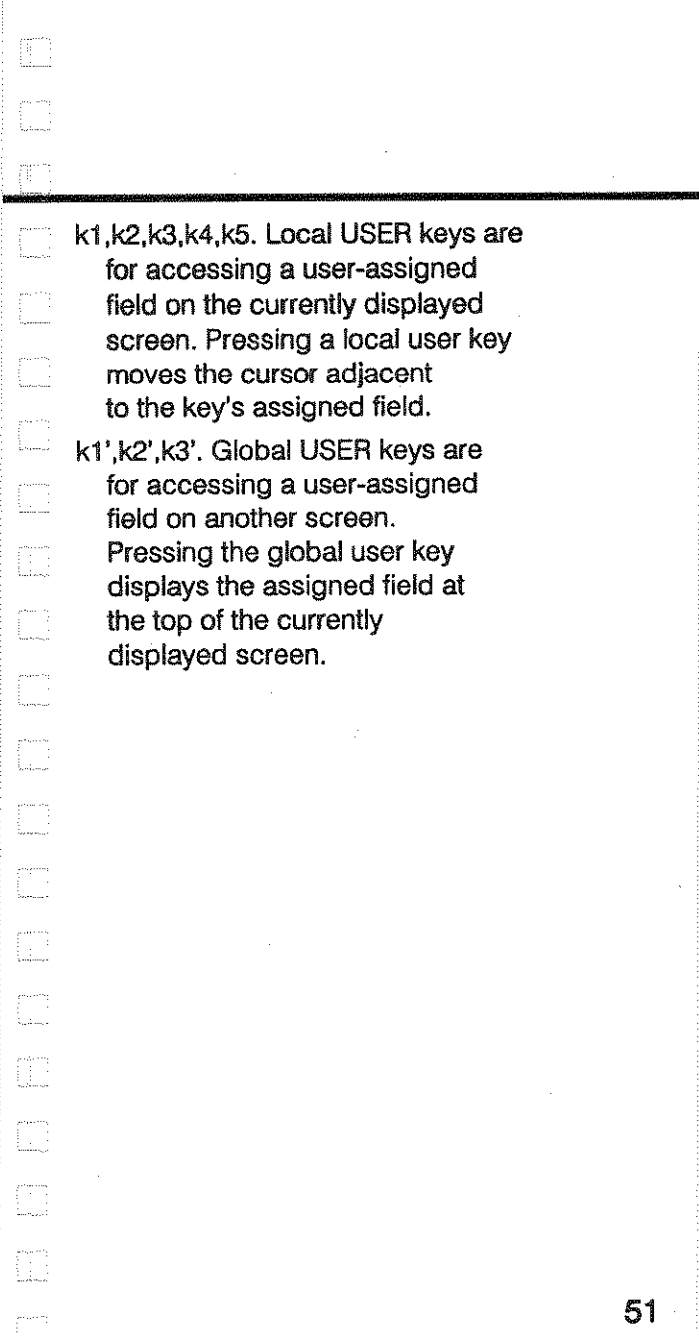 k1,k2,k3,k4,k5. Local USER keys are
for accessing a user-assigned
field on the currently displayed
screen. Pressing a local user key
moves the cursor adjacent
to the key's assigned field.
k1',k2',k3'. Global USER keys are
for accessing a user-assigned
field on another screen.
Pressing the global user key
displays the assigned field at
the top of the currently
displayed screen.
51